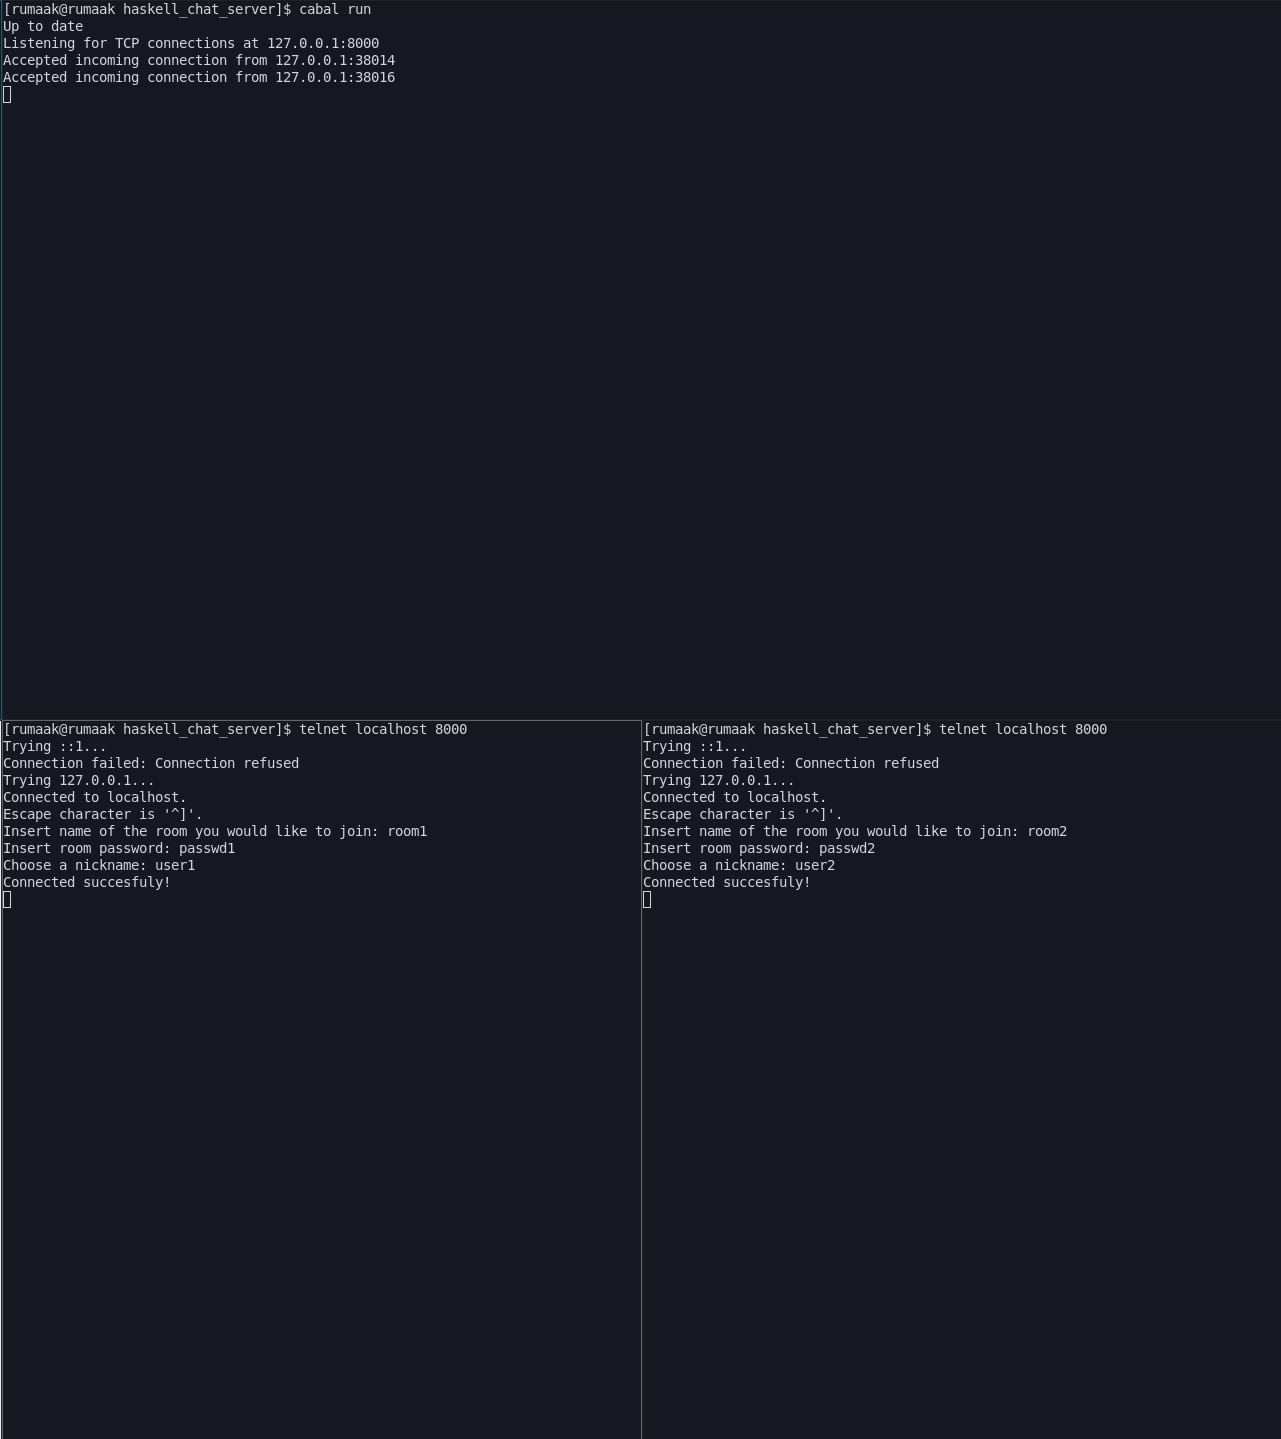 [rumaak@rumaak haskell_chat_server]$ cabal run
Up to date
Listening for TCP connections at 127.0.0.1:8000
Accepted incoming connection from 127.0.0.1:38014
Accepted incoming connection from 127.0.0.1:38016
[rumaak@rumaak haskell_chat_server]$ telnet localhost 8000
Trying ::1...
Connection failed: Connection refused
Trying 127.0.0.1...
Connected to localhost.
Escape character is '^]'.
Insert name of the room you would like to join: room1
Insert room password: passwd1
Choose a nickname: user1
Connected succesfuly!
[rumaak@rumaak haskell_chat_server]$ telnet localhost 8000
Trying ::1...
Connection failed: Connection refused
Trying 127.0.0.1...
Connected to localhost.
Escape character is '^]'.
Insert name of the room you would like to join: room2
Insert room password: passwd2
Choose a nickname: user2
Connected succesfuly!